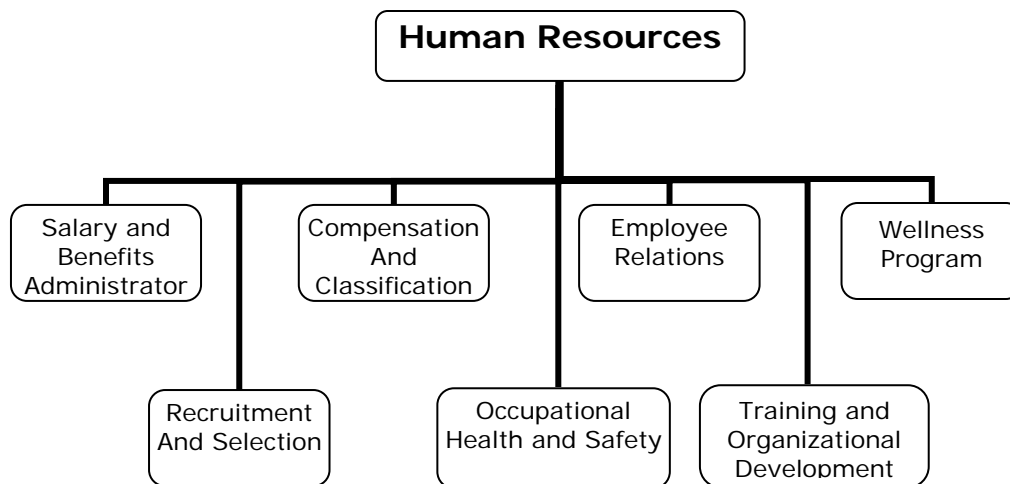 Human Resources
Salary and
Benefits
Administrator
Compensation
And
Classification
Employee
Relations
Wellness
Program
Recruitment
And Selection
Occupational
Health and Safety
Training and
Organizational
Development